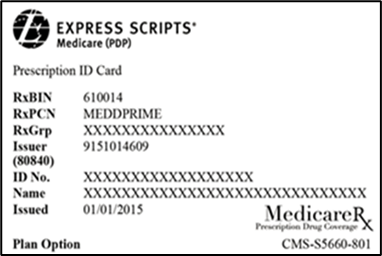 EXPRESS SCRIPTS®
Medicare (PDP)
Prescription ID Card
RxBIN 610014
RxPCN MEDDPRIME
RxGrp XXXXXXXXXXXXXXX
Issuer 9151014609
(80840)
ID No. XXXXXXXXXXXXXXXXXX
Name XXXXXXXXXXXXXXXXXXXXXXXXXXXXXX
Issued 01/01/2015
MedicareRx
Prescription Drug Coverage
Plan Option CMS-S5660-801